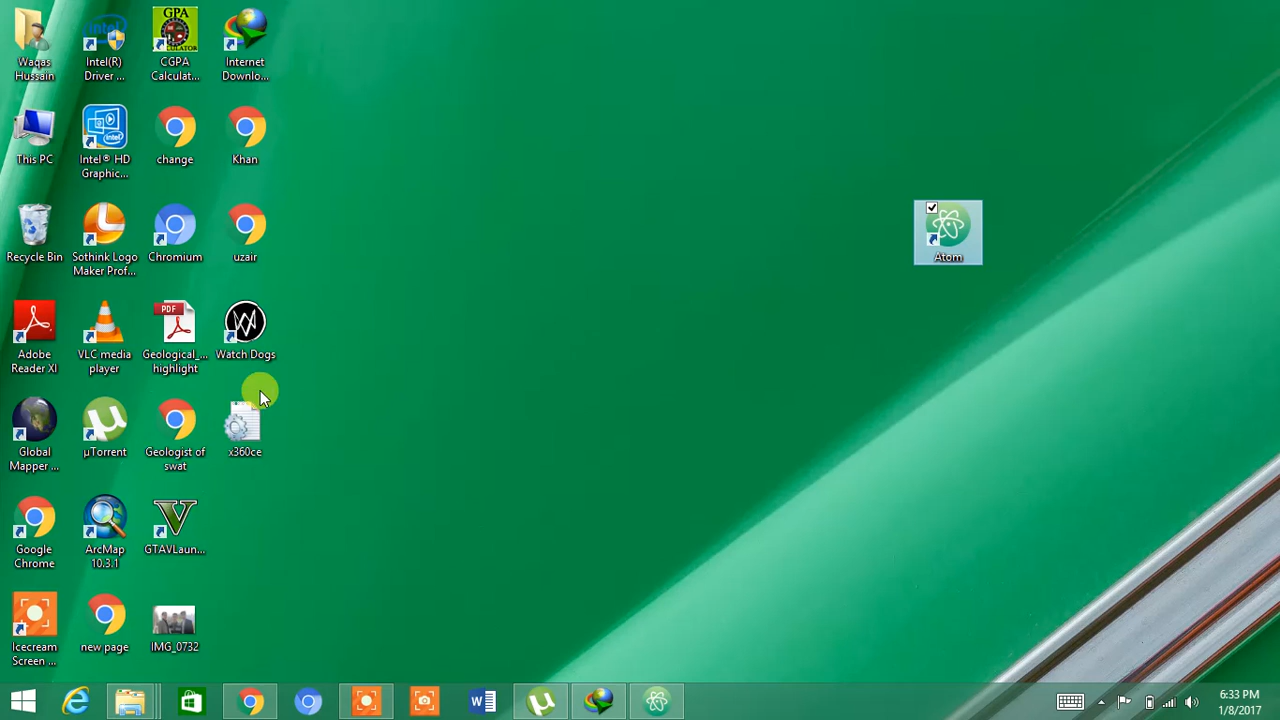 Waqas
Hussain
Intel(R)
Driver ...
GPA
CALCULATOR
CGPA
Calculat...
Internet
Downlo...
This PC
Intel® HD
Graphic...
change
Khan
Recycle Bin
Sothink Logo
Maker Prof...
Chromium
uzair
Atom
Adobe
Reader XI
VLC media
player
PDF
Geological_...
highlight
Watch Dogs
Global
Mapper ...
µTorrent
Geologist of
swat
x360ce
Google
Chrome
ArcMap
10.3.1
GTAVLaun...
Icecream
Screen ...
new page
IMG_0732
6:33 PM
1/8/2017